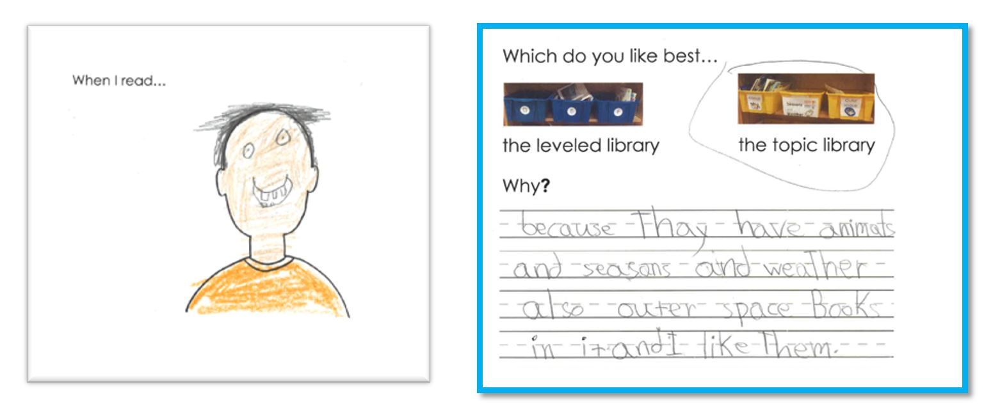 When I read...
Which do you like best...
the leveled library
the topic library
Why?
because Thay have animals
and seasons and weaTher
also outer space Books
in it and I like Them.